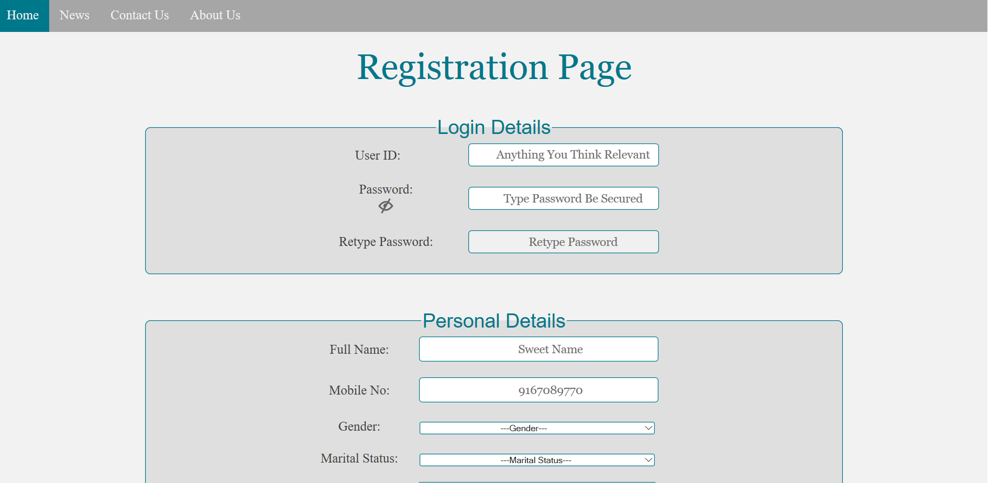 Home News Contact Us About Us
Registration Page
Login Details
User ID: Anything You Think Relevant
Password: Type Password Be Secured
Retype Password: Retype Password
Personal Details
Full Name: Sweet Name
Mobile No: 9167089770
Gender: ---Gender---
Marital Status: ---Marital Status---